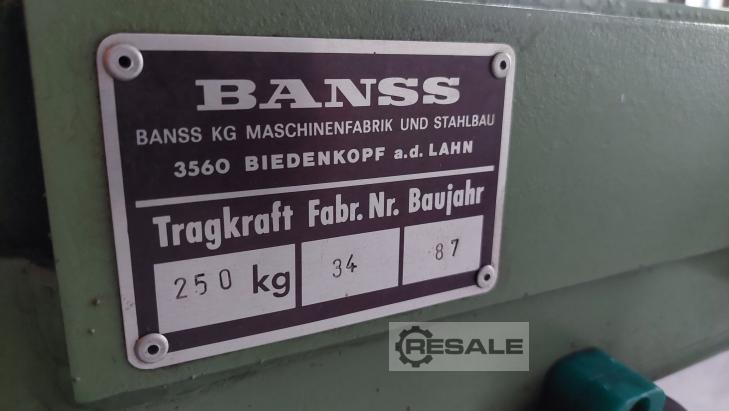 BANSS
BANSS KG MASCHINENFABRIK UND STAHLBAU
3560 BIEDENKOPF a.d. LAHN
Tragkraft Fabr. Nr. Baujahr
250 kg 34 87
RESALE